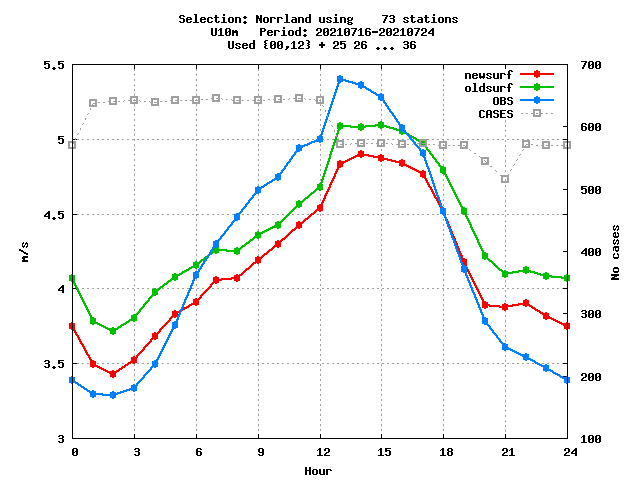 Selection: Norrland using    73 stations
U10m   Period: 20210716-20210724
Used {00,12} + 25 26 ... 36
5.5
5
4.5
4
3.5
3
m/s
700
600
500
400
300
200
100
No cases
newsurf
oldsurf
OBS
CASES
0 3 6 9 12 15 18 21 24
Hour